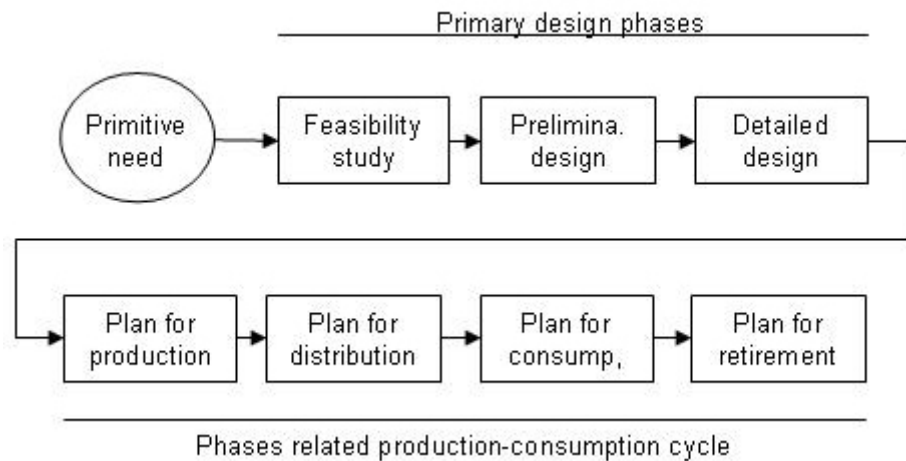 Primary design phases
Primitive
need
Feasibility
study
Prelimina.
design
Detailed
design
Plan for
production
Plan for
distribution
Plan for
consump,
Plan for
retirement
Phases related production-consumption cycle